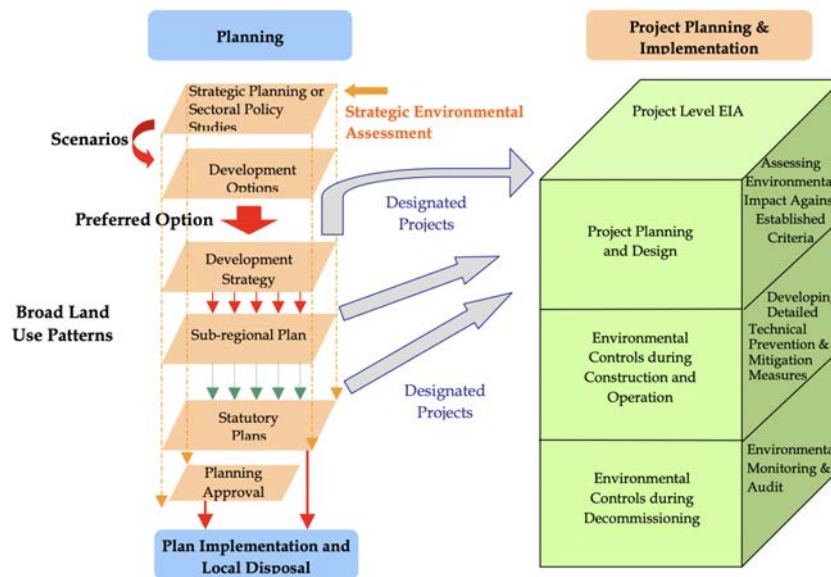 Planning
Strategic Planning or
Sectoral Policy
Studies
Strategic Environmental
Assessment
Scenarios
Development
Options
Preferred Option
Designated
Projects
Development
Strategy
Broad Land
Use Patterns
Sub-regional Plan
Designated
Projects
Statutory
Plans
Planning
Approval
Plan Implementation and
Local Disposal
Project Planning &
Implementation
Project Level EIA
Project Planning
and Design
Assessing
Environmental
Impact Against
Established
Criteria
Environmental
Controls during
Construction and
Operation
Developing
Detailed
Technical
Prevention &
Mitigation
Measures
Environmental
Controls during
Decommissioning
Environmental
Monitoring &
Audit